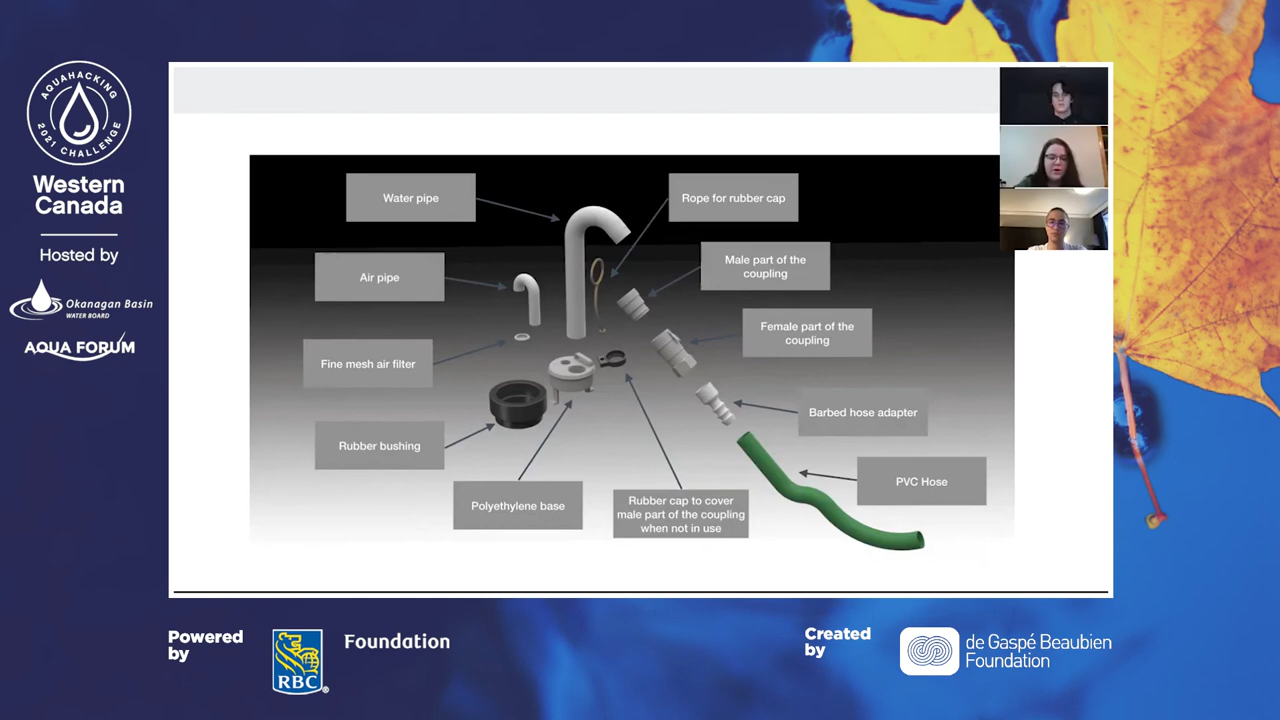 AQUAHACKING
2021 CHALLENGE
Western
Canada
Hosted by
Okanagan Basin
WATER BOARD
AQUA FORUM
Water pipe
Rope for rubber cap
Air pipe
Male part of the
coupling
Female part of the
coupling
Fine mesh air filter
Barbed hose adapter
Rubber bushing
PVC Hose
Polyethylene base
Rubber cap to cover
male part of the coupling
when not in use
Powered
by
RBC®
Foundation
Created
by
de Gaspé Beaubien
Foundation